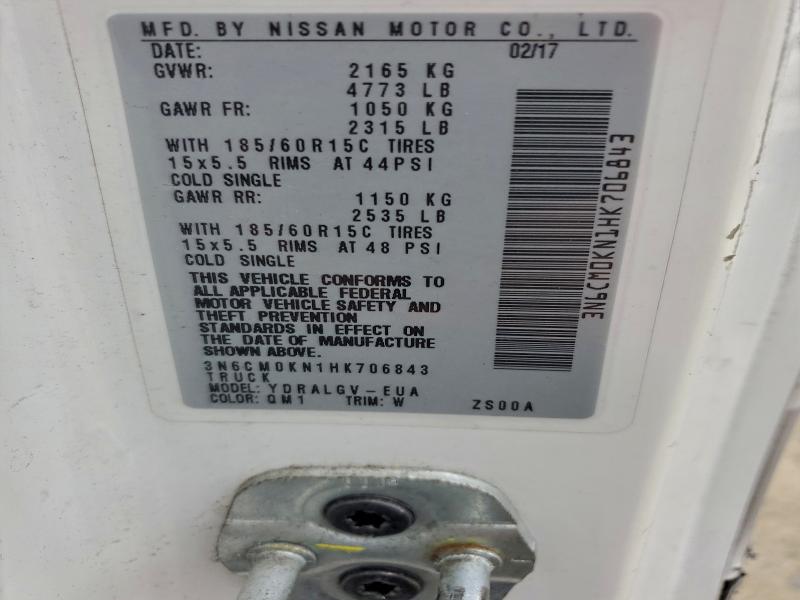 MFD. BY NISSAN MOTOR CO., LTD.
DATE: 02/17
GVWR: 2165 KG
4773 LB
GAWR FR: 1050 KG
2315 LB
WITH 185/60R15C TIRES
15x5.5 RIMS AT 44PSI
COLD SINGLE
GAWR RR: 1150 KG
2535 LB
WITH 185/60R15C TIRES
15x5.5 RIMS AT 48 PSI
COLD SINGLE
THIS VEHICLE CONFORMS TO
ALL APPLICABLE FEDERAL
MOTOR VEHICLE SAFETY AND
THEFT PREVENTION
STANDARDS IN EFFECT ON
THE DATE OF MANUFACTURE
SHOWN ABOVE.
3N6CM0KN1HK706843
TRUCK
MODEL: YDRALGV-EUA
COLOR: QM1 TRIM: W ZS00A
3N6CM0KN1HK706843